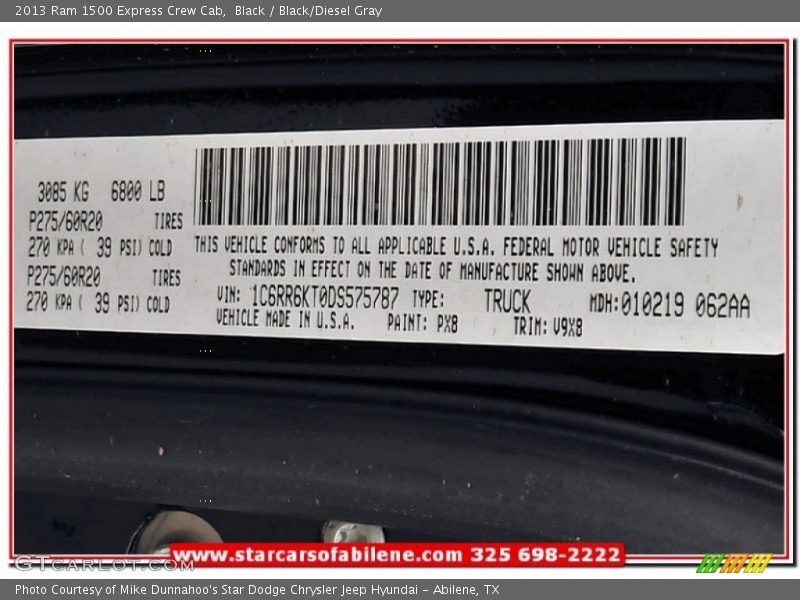 2013 Ram 1500 Express Crew Cab,  Black / Black/Diesel Gray
3085 KG   6800 LB
P275/60R20   TIRES
270 KPA ( 39 PSI) COLD
P275/60R20   TIRES
270 KPA ( 39 PSI) COLD
THIS VEHICLE CONFORMS TO ALL APPLICABLE U.S.A. FEDERAL MOTOR VEHICLE SAFETY
STANDARDS IN EFFECT ON THE DATE OF MANUFACTURE SHOWN ABOVE.
VIN: 1C6RR6KT0DS575787 TYPE:   TRUCK   MDH:010219 062AA
VEHICLE MADE IN U.S.A.   PAINT: PX8   TRIM: V9X8
www.starcarsofabilene.com 325 698-2222
GTcarlot.com
Photo Courtesy of Mike Dunnahoo's Star Dodge Chrysler Jeep Hyundai – Abilene, TX